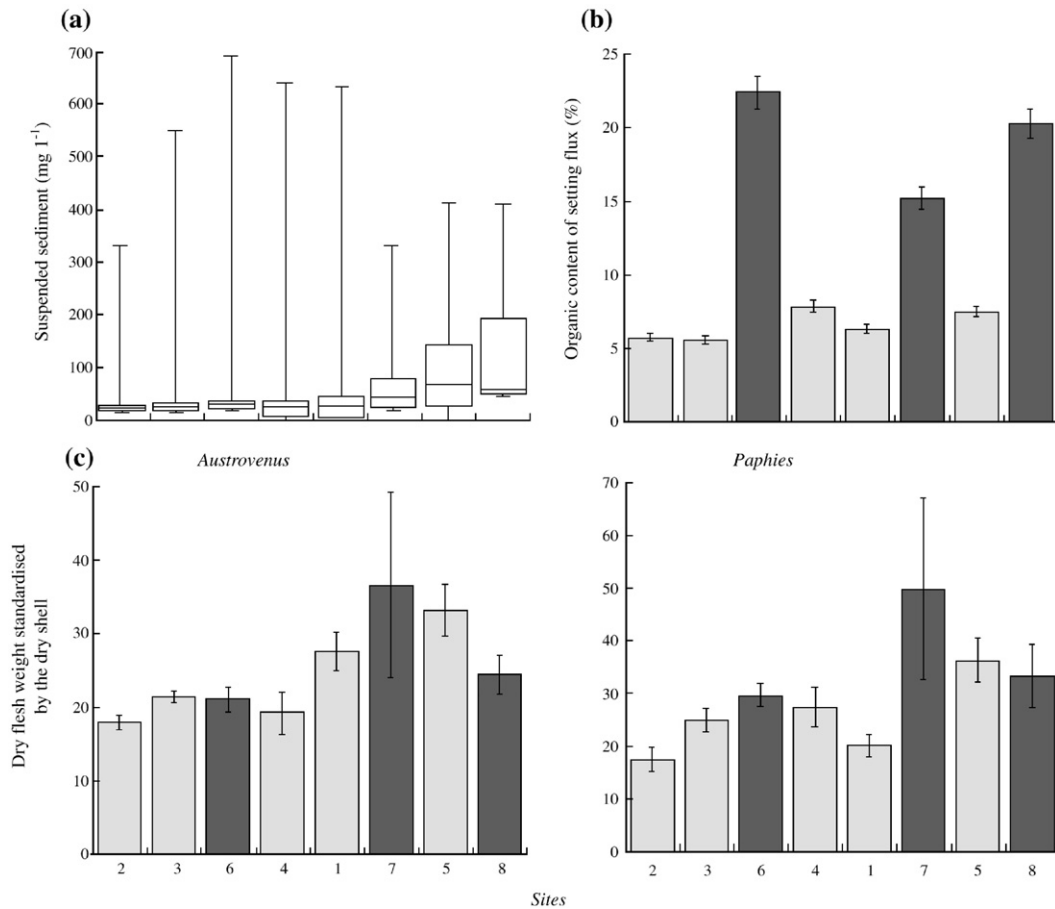 (a)
(b)
700
600
500
400
300
200
100
0
Suspended sediment (mg 1⁻¹)
25
20
15
10
5
0
Organic content of setting flux (%)
(c)
Austrovenus
Paphies
50
40
30
20
10
0
Dry flesh weight standardised
by the dry shell
70
60
50
40
30
20
10
0
2 3 6 4 1 7 5 8
2 3 6 4 1 7 5 8
Sites